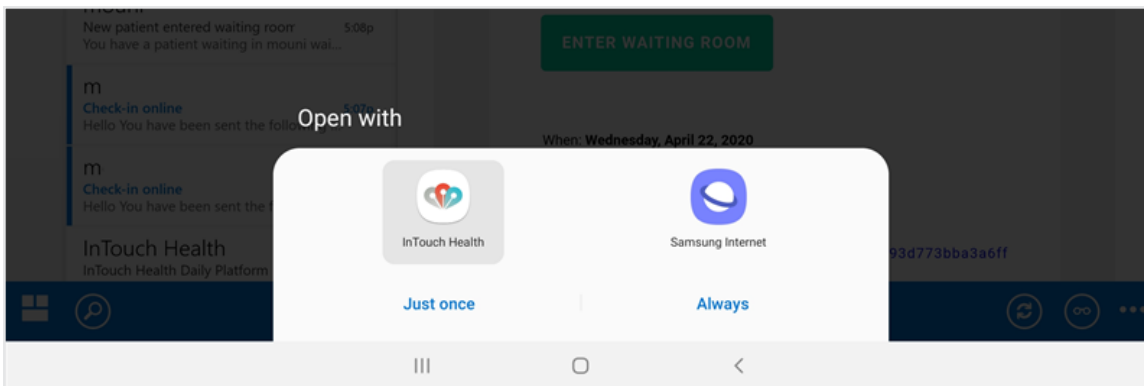 New patient entered waiting room 5:08p
You have a patient waiting in mouni wai...
m
Check-in online 5:07p
Hello You have been sent the following
m
Check-in online
Hello You have been sent the
InTouch Health
InTouch Health Daily Platform
ENTER WAITING ROOM
When: Wednesday, April 22, 2020
93d773bba3a6ff
Open with
InTouch Health
Samsung Internet
Just once
Always